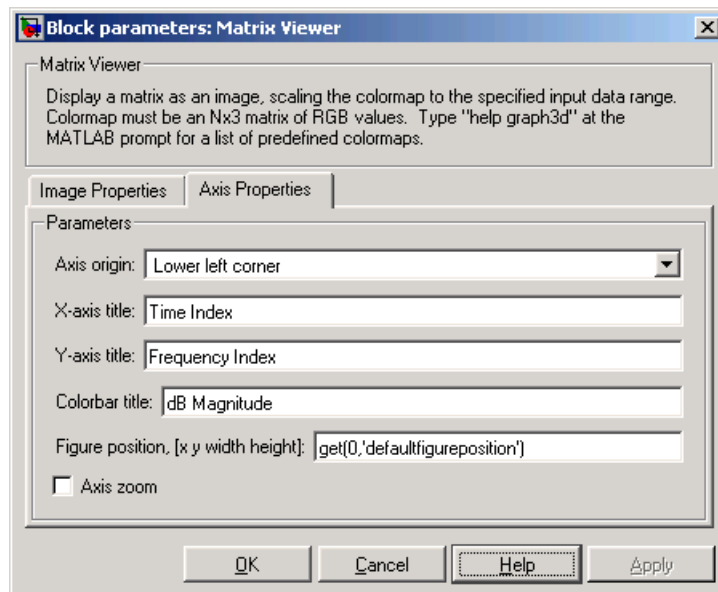 Block parameters: Matrix Viewer
Matrix Viewer
Display a matrix as an image, scaling the colormap to the specified input data range.
Colormap must be an Nx3 matrix of RGB values.  Type "help graph3d" at the
MATLAB prompt for a list of predefined colormaps.
Image Properties Axis Properties
Parameters
Axis origin: Lower left corner
X-axis title: Time Index
Y-axis title: Frequency Index
Colorbar title: dB Magnitude
Figure position, [x y width height]: get(0,'defaultfigureposition')
Axis zoom
OK Cancel Help Apply